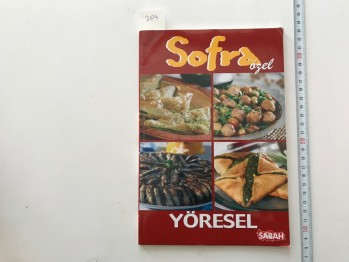 204
Sofra
özel
YÖRESEL
SABAH